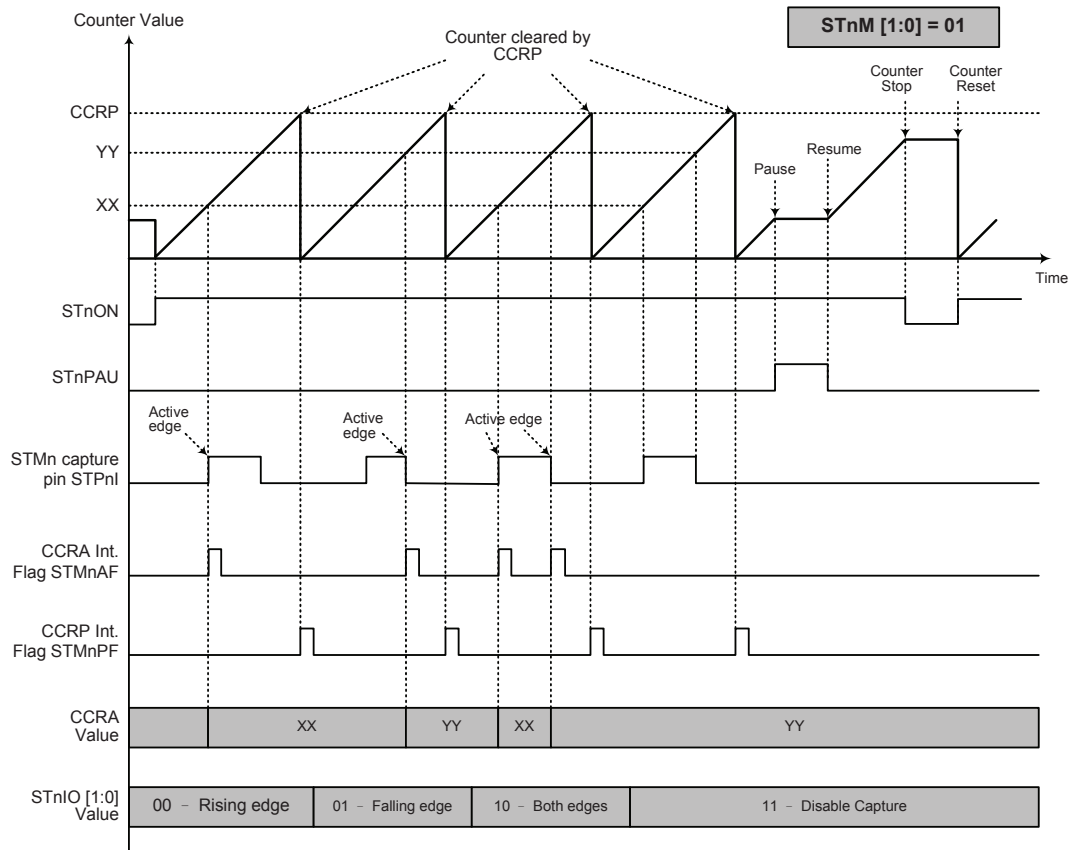 Counter Value
STnM [1:0] = 01
Counter cleared by
CCRP
Counter
Stop
Counter
Reset
CCRP
YY
XX
Pause
Resume
Time
STnON
STnPAU
Active
edge
Active
edge
Active edge
STMn capture
pin STPnI
CCRA Int.
Flag STMnAF
CCRP Int.
Flag STMnPF
CCRA
Value
XX
YY
XX
YY
STnIO [1:0]
Value
00 – Rising edge
01 – Falling edge
10 – Both edges
11 – Disable Capture